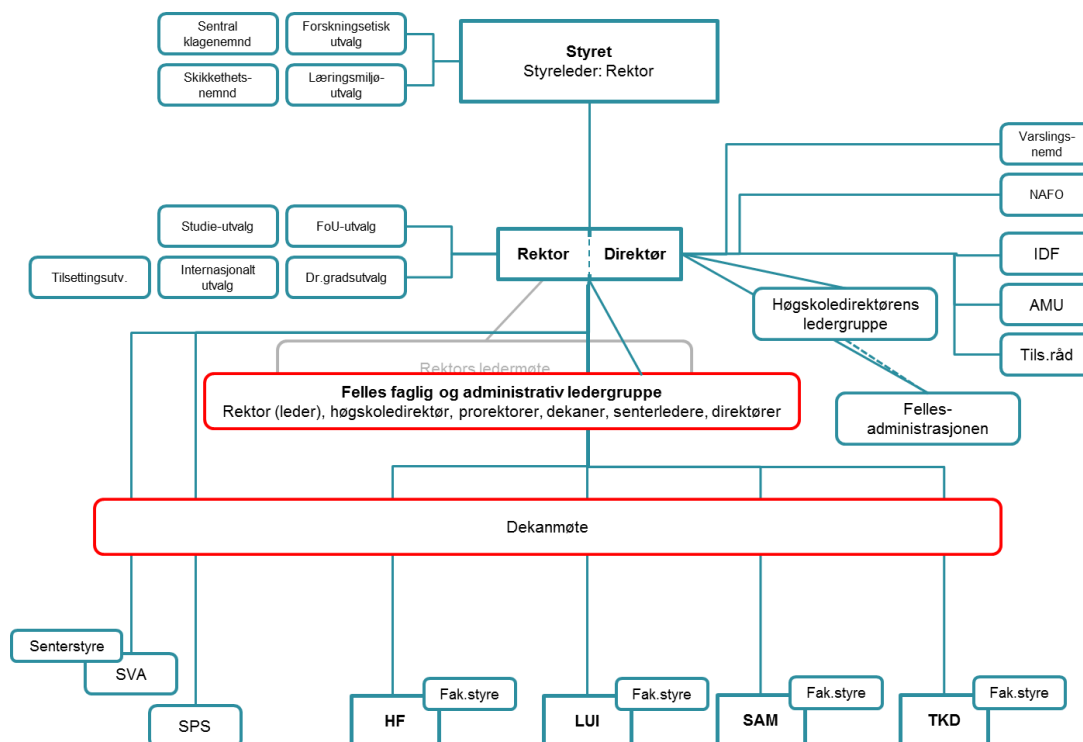 Sentral
klagenemnd
Forskningsetisk
utvalg
Skikkethets-
nemnd
Læringsmiljø-
utvalg
Styret
Styreleder: Rektor
Varslings-
nemd
NAFO
IDF
AMU
Tils.råd
Studie-utvalg
FoU-utvalg
Tilsettingsutv.
Internasjonalt
utvalg
Dr.gradsutvalg
Rektor
Direktør
Høgskoledirektørens
ledergruppe
Felles-
administrasjonen
Rektors ledermøte
Felles faglig og administrativ ledergruppe
Rektor (leder), høgskoledirektør, prorektorer, dekaner, senterledere, direktører
Dekanmøte
Senterstyre
SVA
SPS
Fak.styre
HF
Fak.styre
LUI
Fak.styre
SAM
Fak.styre
TKD